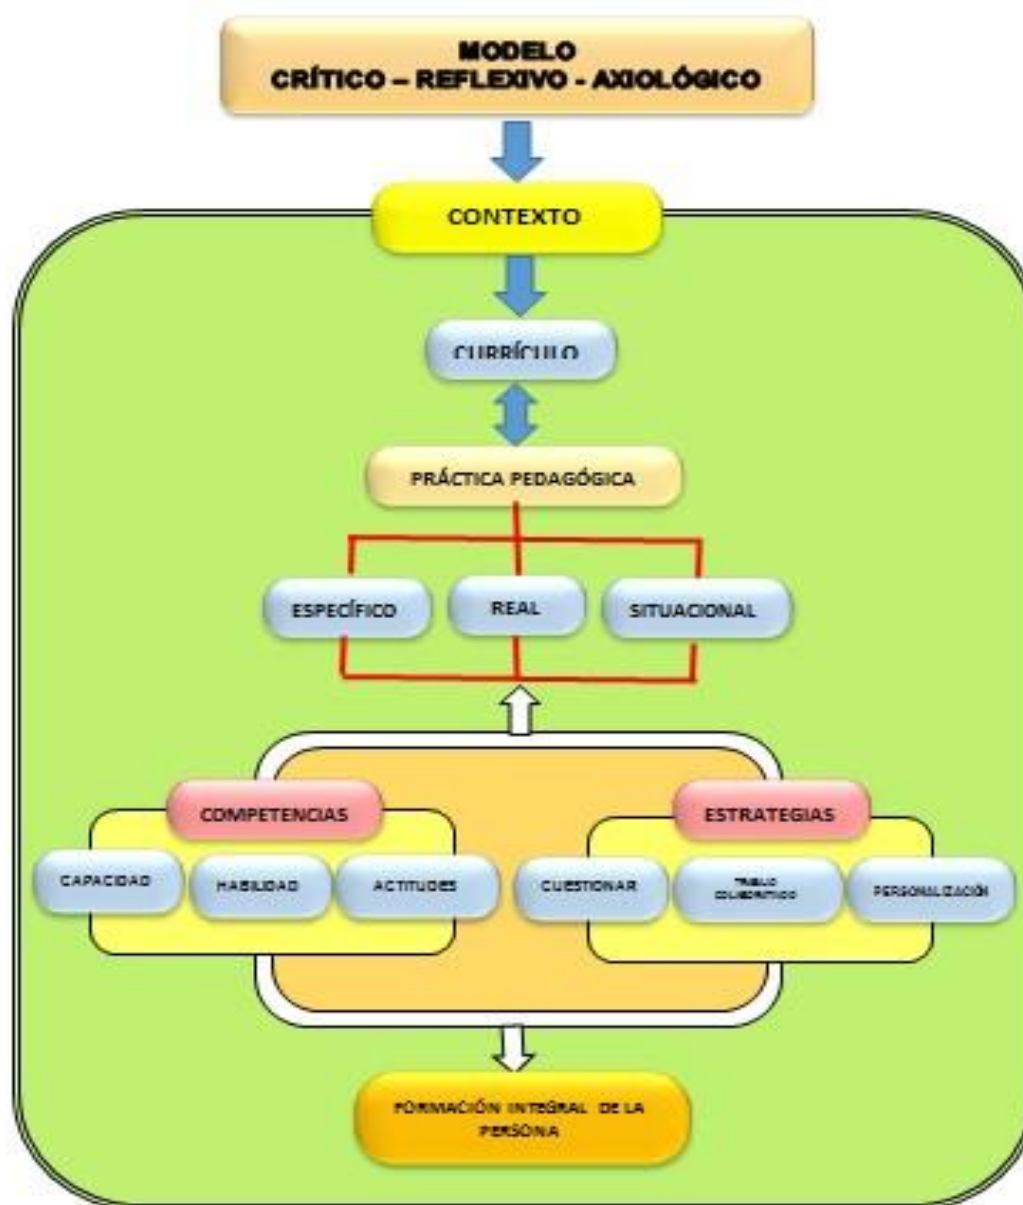 MODELO
CRÍTICO – REFLEXIVO - AXIOLÓGICO
CONTEXTO
CURRÍCULO
PRÁCTICA PEDAGÓGICA
ESPECÍFICO
REAL
SITUACIONAL
COMPETENCIAS
ESTRATEGIAS
CAPACIDAD
HABILIDAD
ACTITUDES
CUESTIONAR
PERSONALIZACIÓN
FORMACIÓN INTEGRAL DE LA
PERSONA